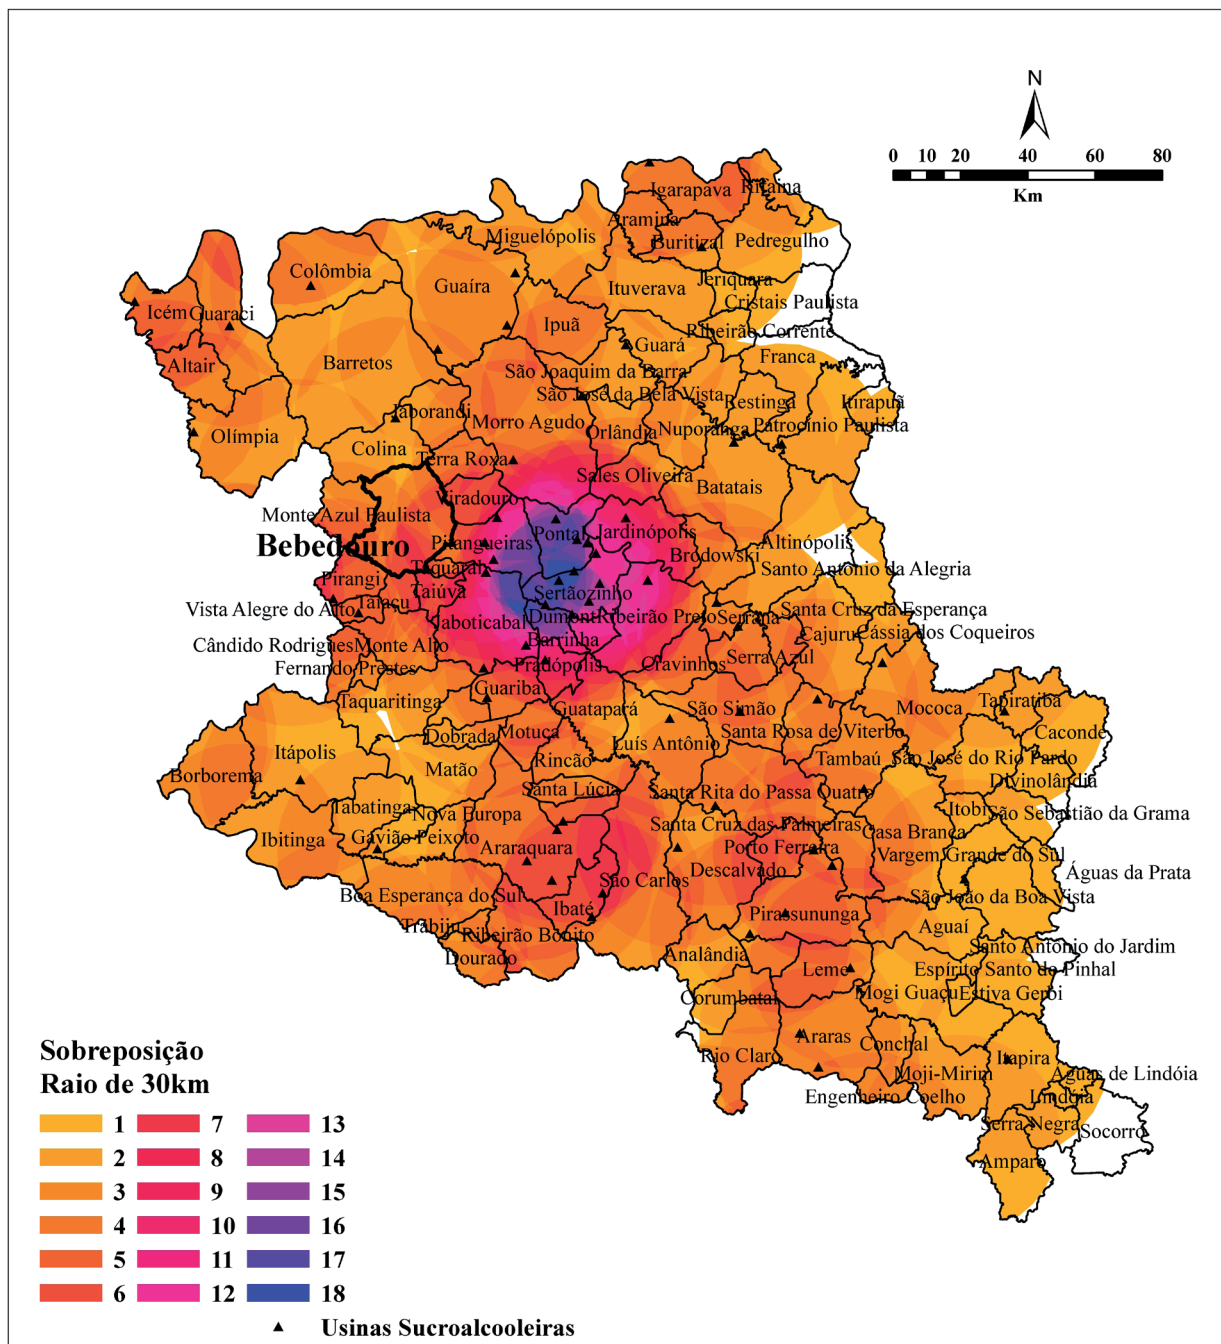 N
0 10 20 40 60 80
Km
Igarapava
Rifaina
Aramina
Miguelópolis
Buritizal
Pedregulho
Colômbia
Guaíra
Ituverava
Jeriquara
Cristais Paulista
Icém
Guaraci
Ipuã
Ribeirão Corrente
Guará
Franca
Altair
Barretos
São Joaquim da Barra
São José da Bela Vista
Restinga
Itirapuã
Jaborandi
Morro Agudo
Orlândia
Nuporanga
Patrocínio Paulista
Olímpia
Colina
Terra Roxa
Sales Oliveira
Batatais
Viradouro
Monte Azul Paulista
Pontal
Jardinópolis
Bebedouro
Pitangueiras
Brodowski
Altinópolis
Taquaral
Santo Antônio da Alegria
Pirangi
Taiúva
Sertãozinho
Vista Alegre do Alto
Taiaçu
Jaboticabal
Dumont
Ribeirão Preto
Serrana
Santa Cruz da Esperança
Cajuru
Cássia dos Coqueiros
Cândido Rodrigues
Monte Alto
Barrinha
Fernando Prestes
Pradópolis
Cravinhos
Serra Azul
Guariba
Taquaritinga
Guatapará
São Simão
Mococa
Tapiratiba
Dobrada
Motuca
Luís Antônio
Santa Rosa de Viterbo
Caconde
Itápolis
Rincão
Tambaú
São José do Rio Pardo
Borborema
Matão
Divinolândia
Santa Lúcia
Santa Rita do Passa Quatro
Tabatinga
Nova Europa
Itobi
São Sebastião da Grama
Santa Cruz das Palmeiras
Casa Branca
Ibitinga
Gavião Peixoto
Araraquara
Porto Ferreira
Vargem Grande do Sul
Descalvado
Águas da Prata
Boa Esperança do Sul
São Carlos
São João da Boa Vista
Ibaté
Pirassununga
Trabiju
Ribeirão Bonito
Aguaí
Dourado
Analândia
Santo Antônio do Jardim
Leme
Espírito Santo do Pinhal
Corumbataí
Mogi Guaçu
Estiva Gerbi
Araras
Conchal
Rio Claro
Itapira
Moji-Mirim
Águas de Lindóia
Engenheiro Coelho
Lindóia
Serra Negra
Socorro
Amparo
Sobreposição
Raio de 30km
1 7 13
2 8 14
3 9 15
4 10 16
5 11 17
6 12 18
Usinas Sucroalcooleiras